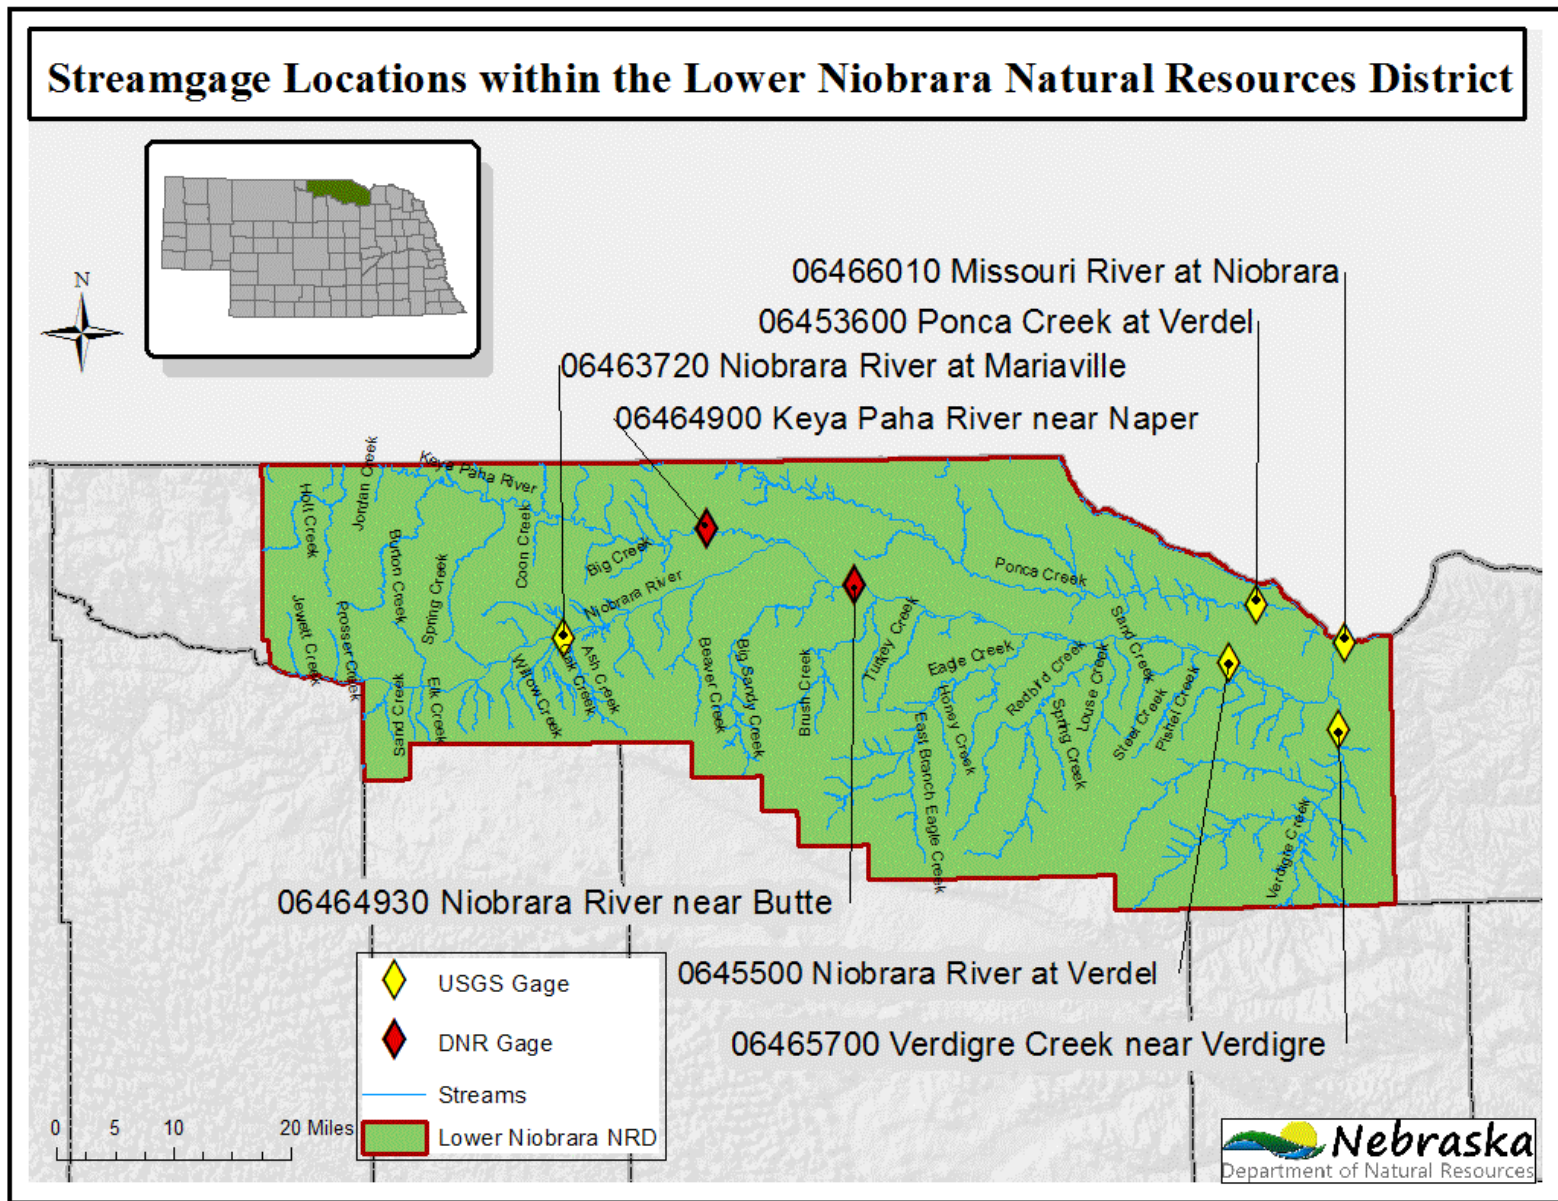 Streamgage Locations within the Lower Niobrara Natural Resources District
N
06466010 Missouri River at Niobrara
06453600 Ponca Creek at Verdel
06463720 Niobrara River at Mariaville
06464900 Keya Paha River near Naper
Keya Paha River
Jordan Creek
Holt Creek
Coon Creek
Burton Creek
Spring Creek
Big Creek
Niobrara River
Ponca Creek
Jewett Creek
Prosser Creek
Sand Creek
Elk Creek
Willow Creek
Oak Creek
Ash Creek
Beaver Creek
Big Sandy Creek
Brush Creek
Turkey Creek
Eagle Creek
Honey Creek
East Branch Eagle Creek
Redbird Creek
Spring Creek
Louse Creek
Sand Creek
Steel Creek
Pishel Creek
Verdigre Creek
06464930 Niobrara River near Butte
0645500 Niobrara River at Verdel
06465700 Verdigre Creek near Verdigre
USGS Gage
DNR Gage
Streams
Lower Niobrara NRD
0 5 10 20 Miles
Nebraska
Department of Natural Resources